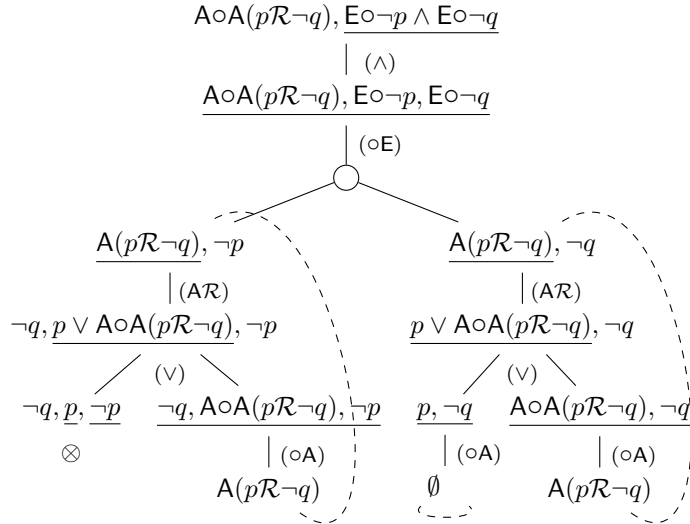 A∘A(pR¬q), E∘¬p ∧ E∘¬q
(∧)
A∘A(pR¬q), E∘¬p, E∘¬q
(∘E)
A(pR¬q), ¬p
A(pR¬q), ¬q
(AR)
(AR)
¬q, p ∨ A∘A(pR¬q), ¬p
p ∨ A∘A(pR¬q), ¬q
(∨)
(∨)
¬q, p, ¬p
¬q, A∘A(pR¬q), ¬p
p, ¬q
A∘A(pR¬q), ¬q
⊗
(∘A)
(∘A)
(∘A)
A(pR¬q)
∅
A(pR¬q)